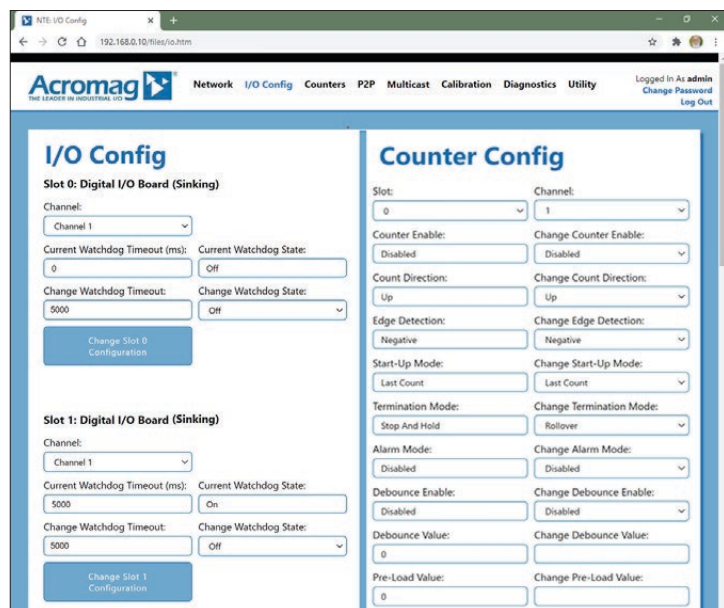 NTE: I/O Config
192.168.0.10/files/io.htm
Acromag
THE LEADER IN INDUSTRIAL I/O
Network I/O Config Counters P2P Multicast Calibration Diagnostics Utility
Logged In As admin
Change Password
Log Out
I/O Config
Slot 0: Digital I/O Board (Sinking)
Channel:
Channel 1
Current Watchdog Timeout (ms): Current Watchdog State:
0 Off
Change Watchdog Timeout: Change Watchdog State:
5000 Off
Change Slot 0
Configuration
Slot 1: Digital I/O Board (Sinking)
Channel:
Channel 1
Current Watchdog Timeout (ms): Current Watchdog State:
5000 On
Change Watchdog Timeout: Change Watchdog State:
5000 Off
Change Slot 1
Configuration
Counter Config
Slot: Channel:
0 1
Counter Enable: Change Counter Enable:
Disabled Disabled
Count Direction: Change Count Direction:
Up Up
Edge Detection: Change Edge Detection:
Negative Negative
Start-Up Mode: Change Start-Up Mode:
Last Count Last Count
Termination Mode: Change Termination Mode:
Stop And Hold Rollover
Alarm Mode: Change Alarm Mode:
Disabled Disabled
Debounce Enable: Change Debounce Enable:
Disabled Disabled
Debounce Value: Change Debounce Value:
0
Pre-Load Value: Change Pre-Load Value:
0